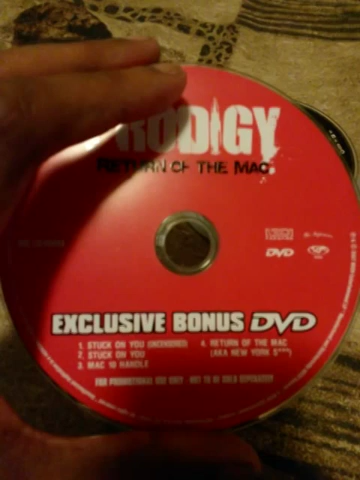 PRODIGY
RETURN OF THE MAC
DVD
EXCLUSIVE BONUS DVD
1. STUCK ON YOU (UNCENSORED)
2. STUCK ON YOU
3. MAC 10 HANDLE
4. RETURN OF THE MAC
(AKA NEW YORK S***)
FOR PROMOTIONAL USE ONLY - NOT TO BE SOLD SEPARATELY